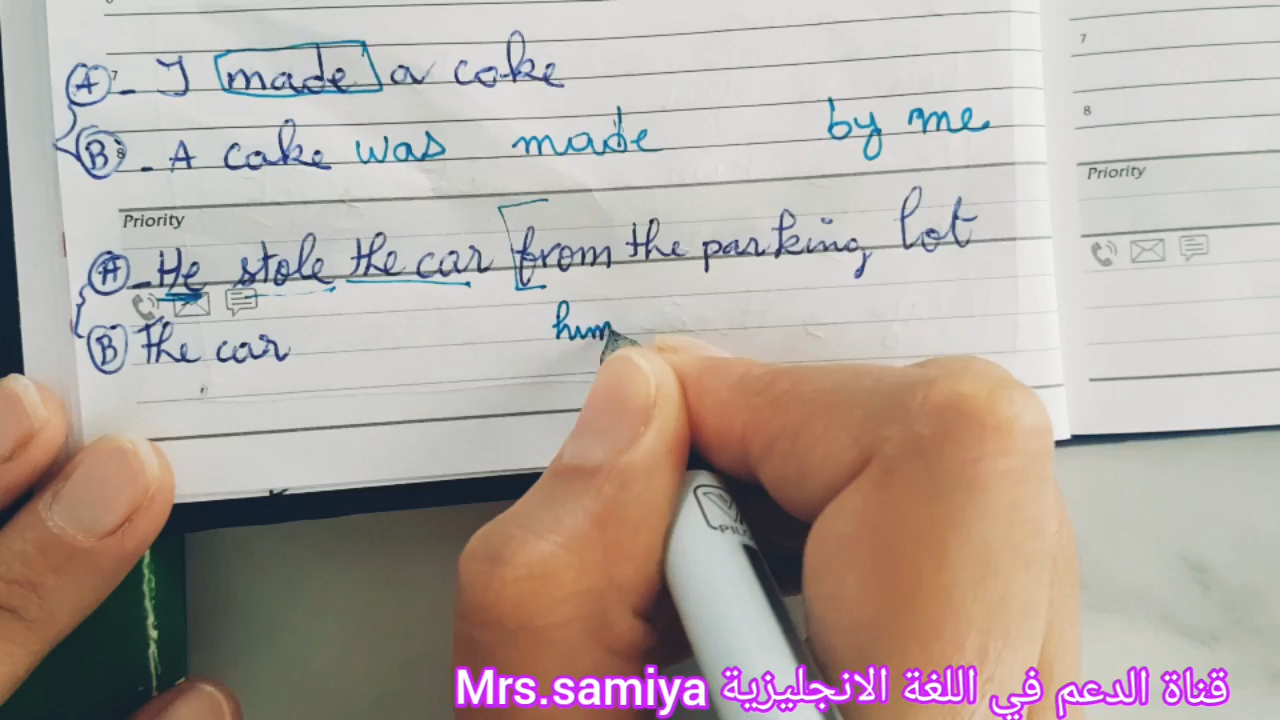 A - I made a cake
B - A cake was made by me
Priority
A - He stole the car from the parking lot
B The car him
7
8
Priority
PILOT
قناة الدعم في اللغة الانجليزية Mrs.samiya